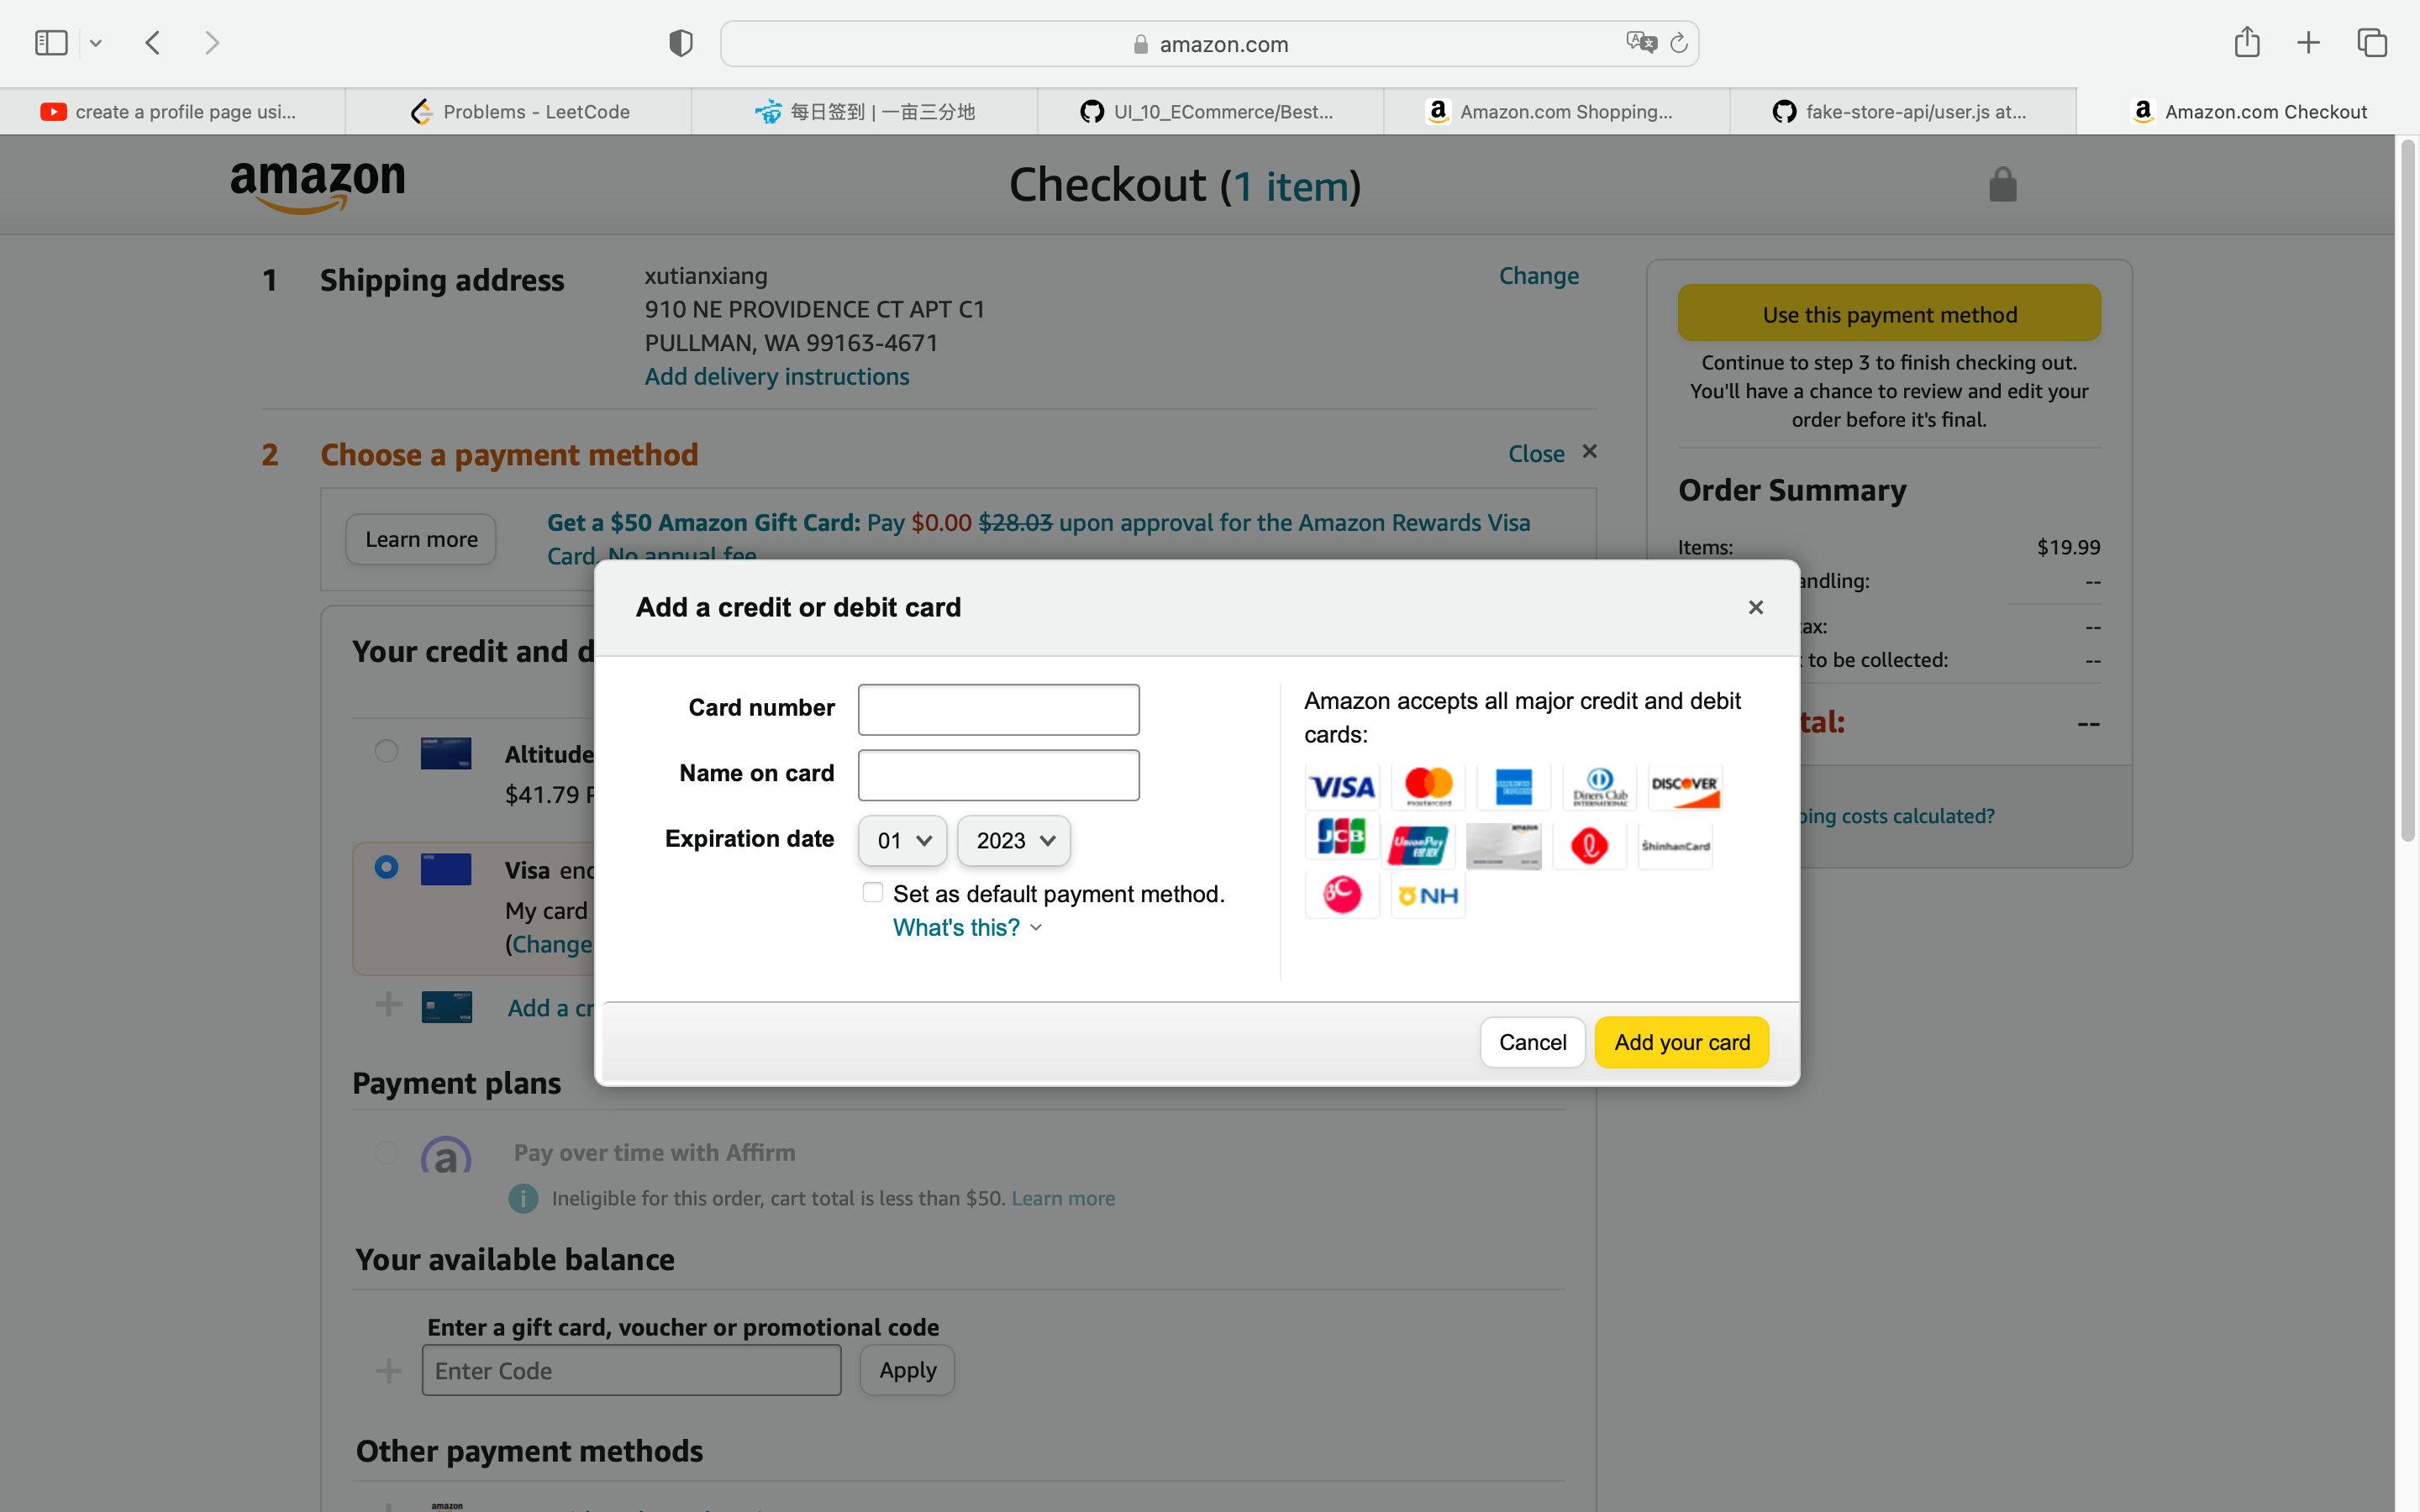 amazon.com
create a profile page usi...
Problems - LeetCode
每日签到 | 一亩三分地
UI_10_ECommerce/Best...
Amazon.com Shopping...
fake-store-api/user.js at...
Amazon.com Checkout
amazon
Checkout (1 item)
1 Shipping address
xutianxiang
Change
910 NE PROVIDENCE CT APT C1
PULLMAN, WA 99163-4671
Add delivery instructions
Use this payment method
Continue to step 3 to finish checking out.
You'll have a chance to review and edit your
order before it's final.
2 Choose a payment method
Close ×
Learn more
Get a $50 Amazon Gift Card: Pay $0.00 $28.03 upon approval for the Amazon Rewards Visa
Card. No annual fee
Order Summary
Items: $19.99
andling: --
ax: --
to be collected: --
tal: --
ping costs calculated?
Your credit and d
Altitude
$41.79
Visa enc
My card
(Change
Add a cr
Add a credit or debit card
×
Card number
Name on card
Expiration date
01
2023
Set as default payment method.
What's this?
Amazon accepts all major credit and debit
cards:
VISA
mastercard
AMERICAN EXPRESS
Diners Club
INTERNATIONAL
DISCOVER
JCB
UnionPay
银联
amazon
ShinhanCard
BC
NH
Cancel
Add your card
Payment plans
a
Pay over time with Affirm
i Ineligible for this order, cart total is less than $50. Learn more
Your available balance
Enter a gift card, voucher or promotional code
Enter Code
Apply
Other payment methods
amazon